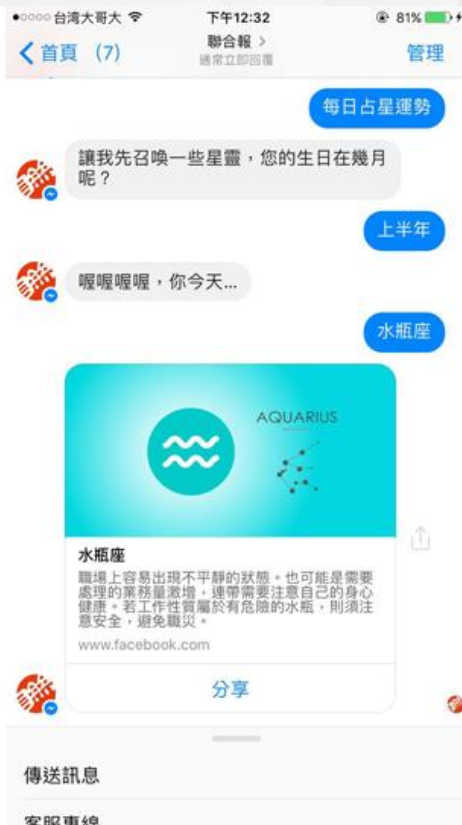 台湾大哥大 下午12:32 81%
首頁 (7) 聯合報 管理
通常立即回覆
每日占星運勢
讓我先召喚一些星靈，您的生日在幾月
呢？
上半年
喔喔喔喔，你今天...
水瓶座
AQUARIUS
水瓶座
職場上容易出現不平靜的狀態。也可能是需要
處理的業務量激增，連帶需要注意自己的身心
健康。若工作性質屬於有危險的水瓶，則須注
意安全，避免職災。
www.facebook.com
分享
傳送訊息
客服專線